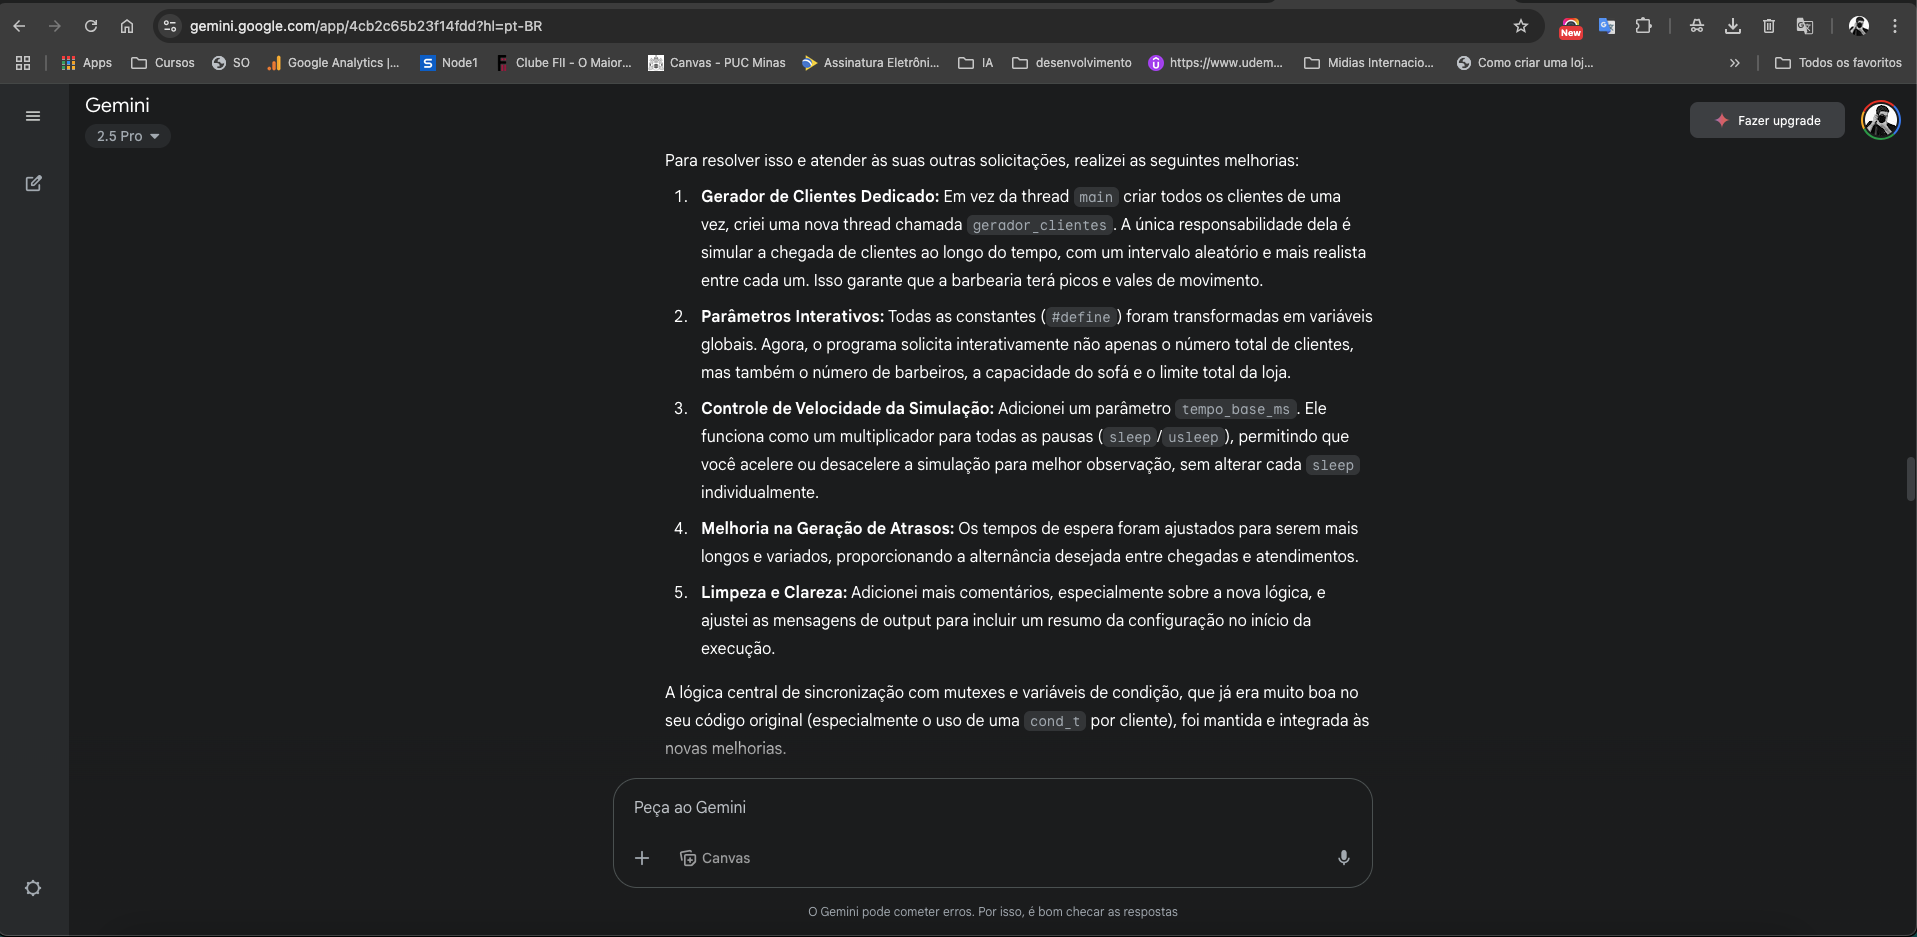 gemini.google.com/app/4cb2c65b23f14fdd?hl=pt-BR
New
Apps Cursos SO Google Analytics |... S Node1 F Clube FII - O Maior... Canvas - PUC Minas Assinatura Eletrôni... IA desenvolvimento https://www.udem... Midias Internacio... Como criar uma loj... Todos os favoritos
Gemini
2.5 Pro
Fazer upgrade
Para resolver isso e atender às suas outras solicitações, realizei as seguintes melhorias:
1. Gerador de Clientes Dedicado: Em vez da thread main criar todos os clientes de uma
vez, criei uma nova thread chamada gerador_clientes. A única responsabilidade dela é
simular a chegada de clientes ao longo do tempo, com um intervalo aleatório e mais realista
entre cada um. Isso garante que a barbearia terá picos e vales de movimento.
2. Parâmetros Interativos: Todas as constantes (#define) foram transformadas em variáveis
globais. Agora, o programa solicita interativamente não apenas o número total de clientes,
mas também o número de barbeiros, a capacidade do sofá e o limite total da loja.
3. Controle de Velocidade da Simulação: Adicionei um parâmetro tempo_base_ms. Ele
funciona como um multiplicador para todas as pausas (sleep/usleep), permitindo que
você acelere ou desacelere a simulação para melhor observação, sem alterar cada sleep
individualmente.
4. Melhoria na Geração de Atrasos: Os tempos de espera foram ajustados para serem mais
longos e variados, proporcionando a alternância desejada entre chegadas e atendimentos.
5. Limpeza e Clareza: Adicionei mais comentários, especialmente sobre a nova lógica, e
ajustei as mensagens de output para incluir um resumo da configuração no início da
execução.
A lógica central de sincronização com mutexes e variáveis de condição, que já era muito boa no
seu código original (especialmente o uso de uma cond_t por cliente), foi mantida e integrada às
novas melhorias.
Peça ao Gemini
Canvas
O Gemini pode cometer erros. Por isso, é bom checar as respostas